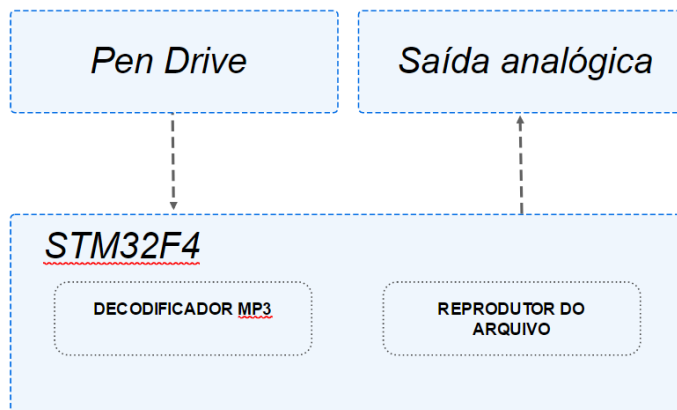 Pen Drive
Saída analógica
STM32F4
DECODIFICADOR MP3
REPRODUTOR DO
ARQUIVO